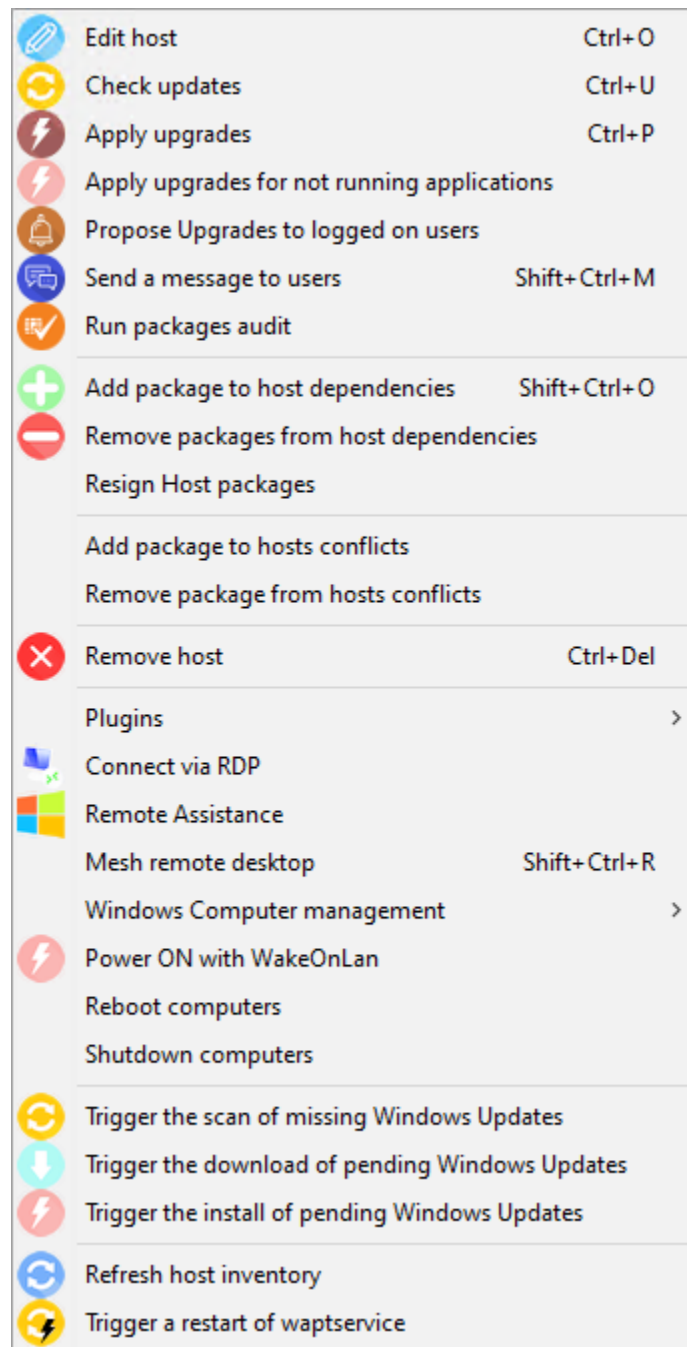 Edit host Ctrl+O
Check updates Ctrl+U
Apply upgrades Ctrl+P
Apply upgrades for not running applications
Propose Upgrades to logged on users
Send a message to users Shift+Ctrl+M
Run packages audit
Add package to host dependencies Shift+Ctrl+O
Remove packages from host dependencies
Resign Host packages
Add package to hosts conflicts
Remove package from hosts conflicts
Remove host Ctrl+Del
Plugins
Connect via RDP
Remote Assistance
Mesh remote desktop Shift+Ctrl+R
Windows Computer management
Power ON with WakeOnLan
Reboot computers
Shutdown computers
Trigger the scan of missing Windows Updates
Trigger the download of pending Windows Updates
Trigger the install of pending Windows Updates
Refresh host inventory
Trigger a restart of waptservice